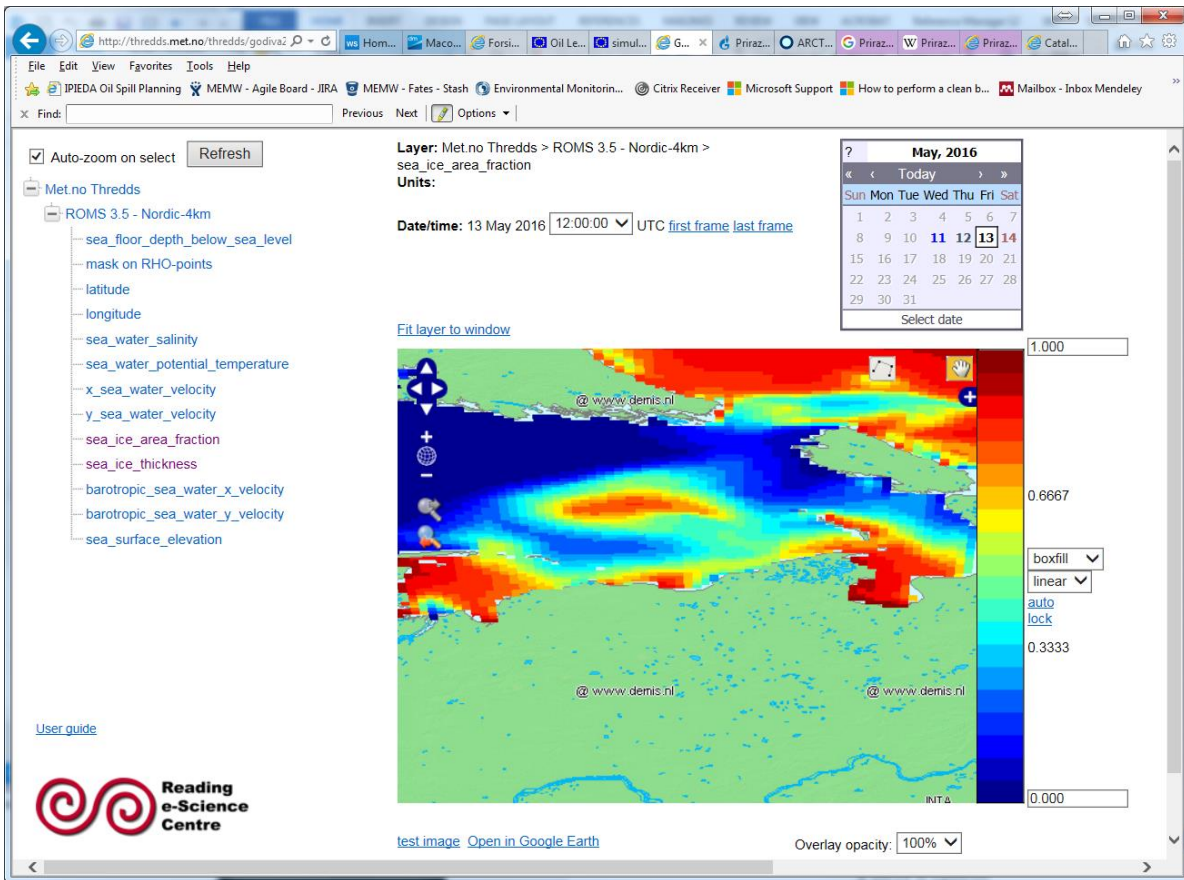 http://thredds.met.no/thredds/godiva2
Hom...
Maco...
Forsi...
Oil Le...
simul...
G...
Priraz...
ARCT...
Priraz...
Priraz...
Priraz...
Catal...
File Edit View Favorites Tools Help
IPIEDA Oil Spill Planning
MEMW - Agile Board - JIRA
MEMW - Fates - Stash
Environmental Monitorin...
Citrix Receiver
Microsoft Support
How to perform a clean b...
Mailbox - Inbox Mendeley
x Find:
Previous Next Options
Auto-zoom on select Refresh
Met.no Thredds
ROMS 3.5 - Nordic-4km
sea_floor_depth_below_sea_level
mask on RHO-points
latitude
longitude
sea_water_salinity
sea_water_potential_temperature
x_sea_water_velocity
y_sea_water_velocity
sea_ice_area_fraction
sea_ice_thickness
barotropic_sea_water_x_velocity
barotropic_sea_water_y_velocity
sea_surface_elevation
User guide
Reading
e-Science
Centre
Layer: Met.no Thredds > ROMS 3.5 - Nordic-4km >
sea_ice_area_fraction
Units:
Date/time: 13 May 2016 12:00:00 UTC first frame last frame
? May, 2016
« ‹ Today › »
Sun Mon Tue Wed Thu Fri Sat
1 2 3 4 5 6 7
8 9 10 11 12 13 14
15 16 17 18 19 20 21
22 23 24 25 26 27 28
29 30 31
Select date
Fit layer to window
@ www.demis.nl
@ www.demis.nl
@ www.demis.nl
1.000
0.6667
boxfill
linear
auto
lock
0.3333
0.000
test image Open in Google Earth
Overlay opacity: 100%